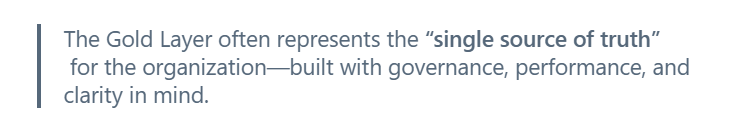 The Gold Layer often represents the “single source of truth”
for the organization—built with governance, performance, and
clarity in mind.